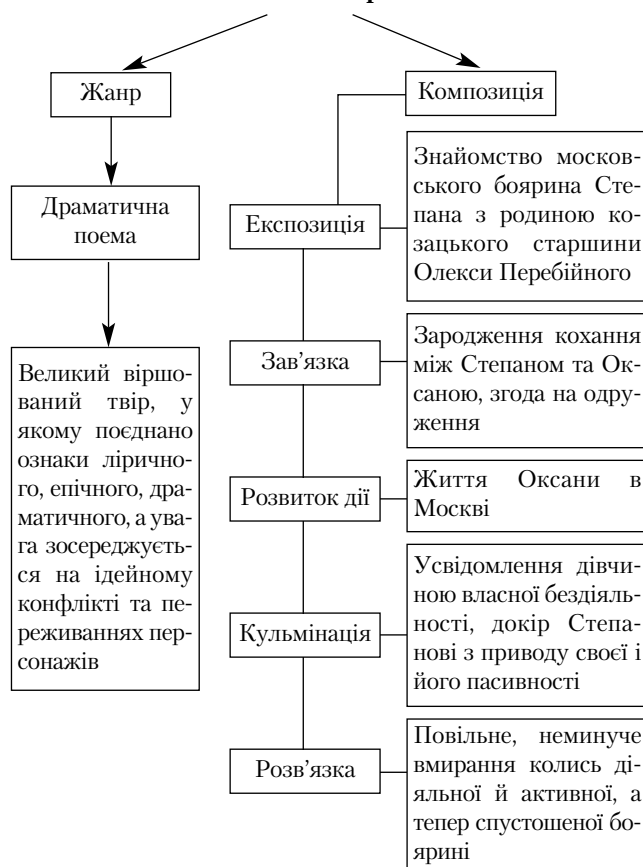 Жанр
Драматична
поема
Великий віршо-
ваний твір, у
якому поєднано
ознаки лірично-
го, епічного, дра-
матичного, а ува-
га зосереджуєть-
ся на ідейному
конфлікті та пе-
реживаннях пер-
сонажів
Композиція
Експозиція
Знайомство москов-
ського боярина Сте-
пана з родиною ко-
зацького старшини
Олекси Перебійного
Зав’язка
Зародження кохання
між Степаном та Ок-
саною, згода на одру-
ження
Розвиток дії
Життя Оксани в
Москві
Кульмінація
Усвідомлення дівчи-
ною власної бездіяль-
ності, докір Степа-
нові з приводу своєї і
його пасивності
Розв’язка
Повільне, неминуче
вмирання колись ді-
яльної й активної, а
тепер спустошеної бо-
ярині